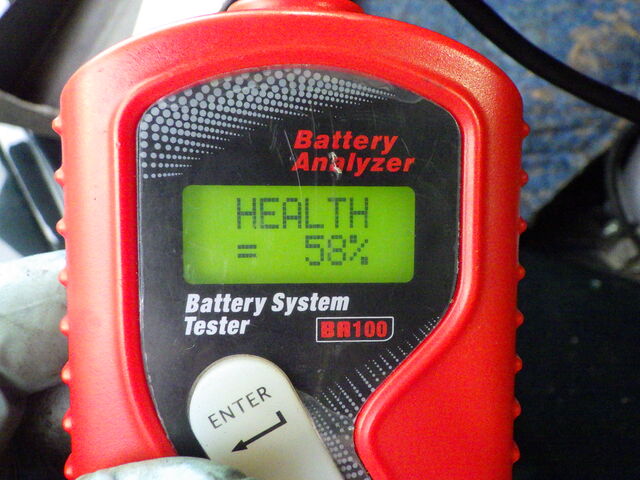 Battery
Analyzer
HEALTH
= 58%
Battery System
Tester
BA100
ENTER